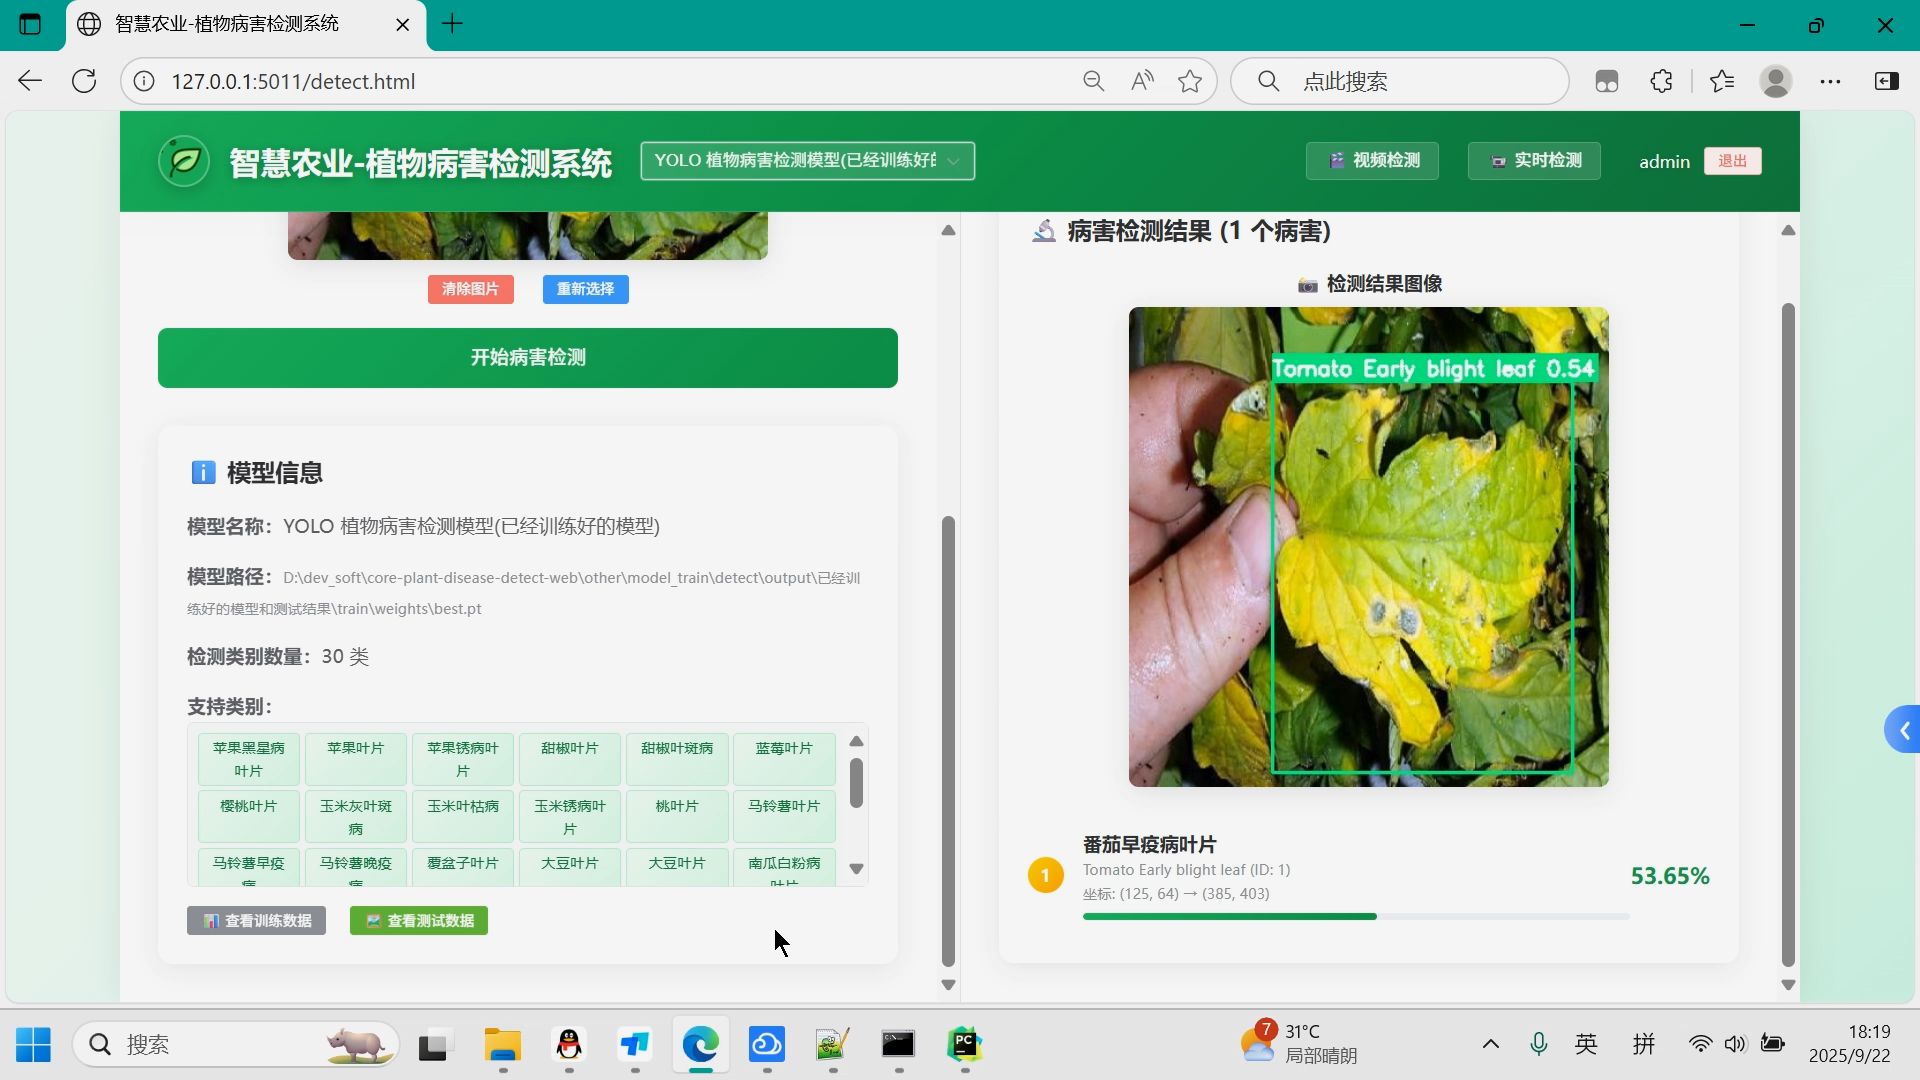 智慧农业-植物病害检测系统
127.0.0.1:5011/detect.html
点此搜索
智慧农业-植物病害检测系统
YOLO 植物病害检测模型(已经训练好的
视频检测
实时检测
admin
退出
清除图片
重新选择
开始病害检测
模型信息
模型名称：YOLO 植物病害检测模型(已经训练好的模型)
模型路径：D:\dev_soft\core-plant-disease-detect-web\other\model_train\detect\output\已经训
练好的模型和测试结果\train\weights\best.pt
检测类别数量：30 类
支持类别：
苹果黑星病叶片
苹果叶片
苹果锈病叶片
甜椒叶片
甜椒叶斑病
蓝莓叶片
樱桃叶片
玉米灰叶斑病
玉米叶枯病
玉米锈病叶片
桃叶片
马铃薯叶片
马铃薯早疫病
马铃薯晚疫病
覆盆子叶片
大豆叶片
大豆叶片
南瓜白粉病叶片
查看训练数据
查看测试数据
病害检测结果 (1 个病害)
检测结果图像
Tomato Early blight leaf 0.54
1
番茄早疫病叶片
Tomato Early blight leaf (ID: 1)
坐标: (125, 64) → (385, 403)
53.65%
搜索
7
31°C
局部晴朗
英
拼
18:19
2025/9/22